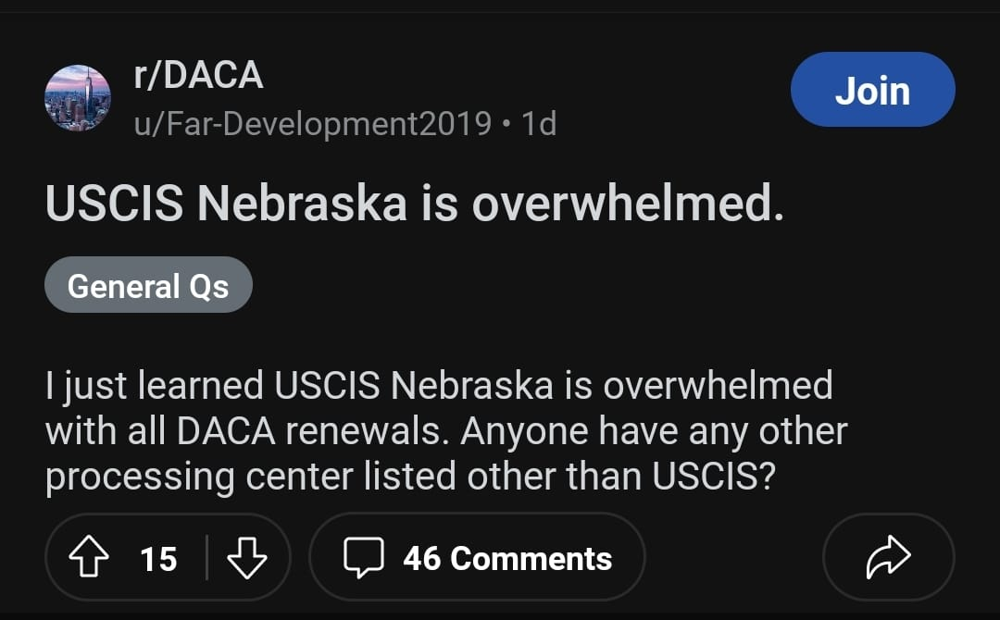 r/DACA
u/Far-Development2019 • 1d
Join
USCIS Nebraska is overwhelmed.
General Qs
I just learned USCIS Nebraska is overwhelmed
with all DACA renewals. Anyone have any other
processing center listed other than USCIS?
15
46 Comments